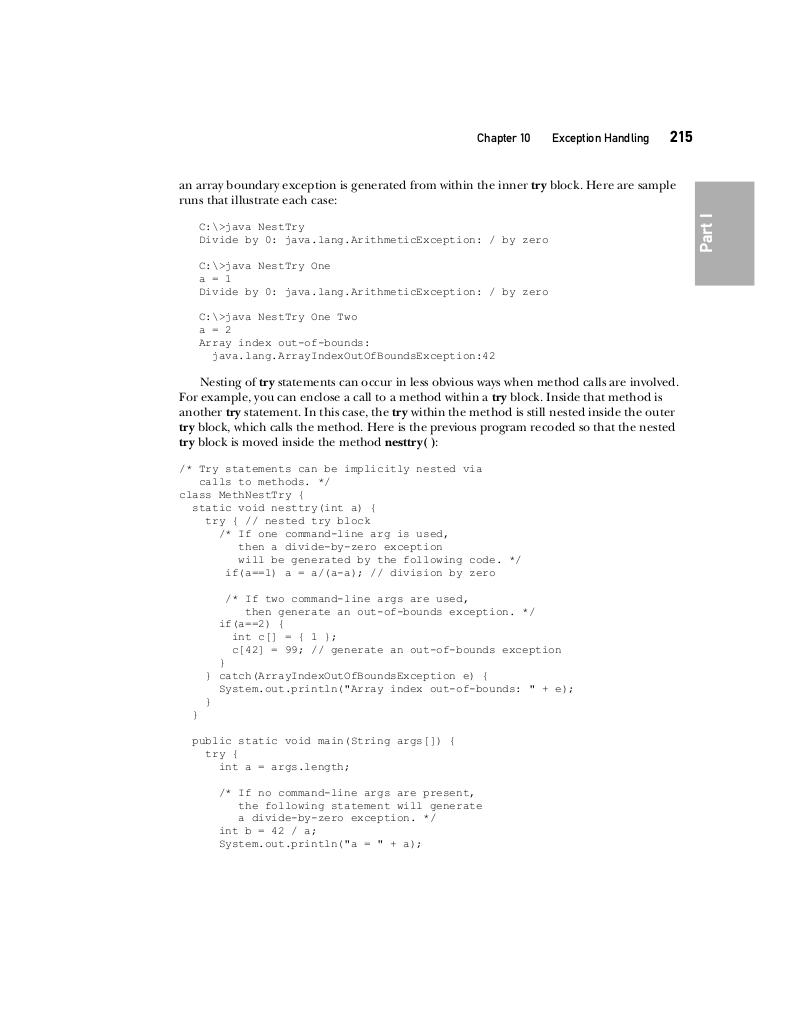 Chapter 10 Exception Handling 215
Part I
an array boundary exception is generated from within the inner try block. Here are sample
runs that illustrate each case:
C:\>java NestTry
Divide by 0: java.lang.ArithmeticException: / by zero
C:\>java NestTry One
a = 1
Divide by 0: java.lang.ArithmeticException: / by zero
C:\>java NestTry One Two
a = 2
Array index out-of-bounds:
java.lang.ArrayIndexOutOfBoundsException:42
Nesting of try statements can occur in less obvious ways when method calls are involved.
For example, you can enclose a call to a method within a try block. Inside that method is
another try statement. In this case, the try within the method is still nested inside the outer
try block, which calls the method. Here is the previous program recoded so that the nested
try block is moved inside the method nesttry( ):
/* Try statements can be implicitly nested via
calls to methods. */
class MethNestTry {
static void nesttry(int a) {
try { // nested try block
/* If one command-line arg is used,
then a divide-by-zero exception
will be generated by the following code. */
if(a==1) a = a/(a-a); // division by zero
/* If two command-line args are used,
then generate an out-of-bounds exception. */
if(a==2) {
int c[] = { 1 };
c[42] = 99; // generate an out-of-bounds exception
}
} catch(ArrayIndexOutOfBoundsException e) {
System.out.println("Array index out-of-bounds: " + e);
}
}
public static void main(String args[]) {
try {
int a = args.length;
/* If no command-line args are present,
the following statement will generate
a divide-by-zero exception. */
int b = 42 / a;
System.out.println("a = " + a);